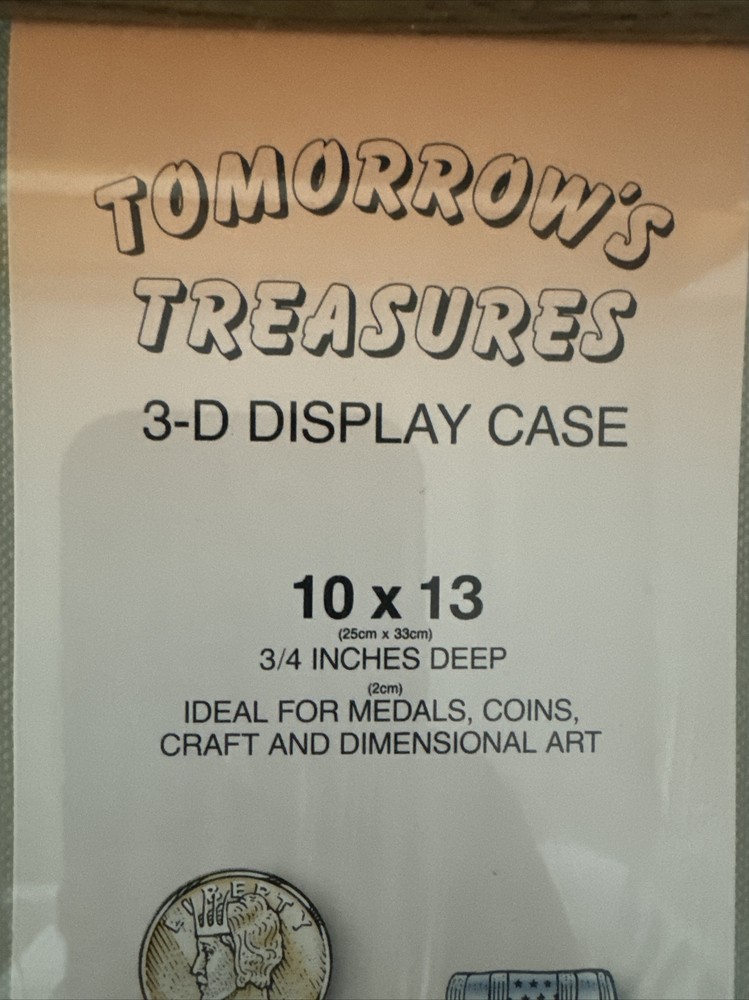 TOMORROW'S
TREASURES
3-D DISPLAY CASE
10 x 13
(25cm x 33cm)
3/4 INCHES DEEP
(2cm)
IDEAL FOR MEDALS, COINS,
CRAFT AND DIMENSIONAL ART
LIBERTY